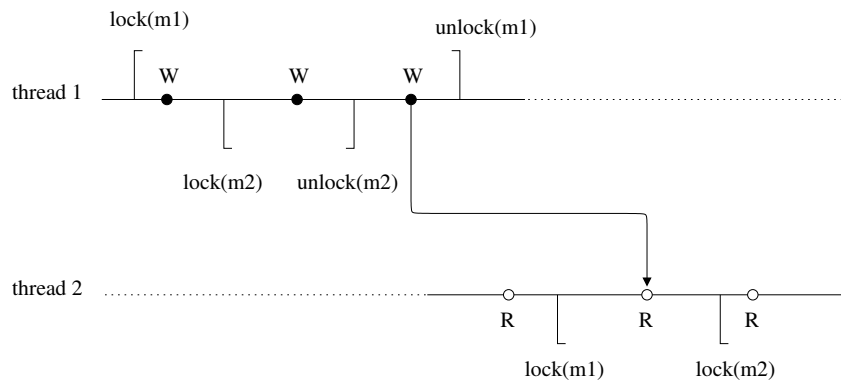 lock(m1)
unlock(m1)
W W W
thread 1
lock(m2) unlock(m2)
thread 2
R R R
lock(m1) lock(m2)